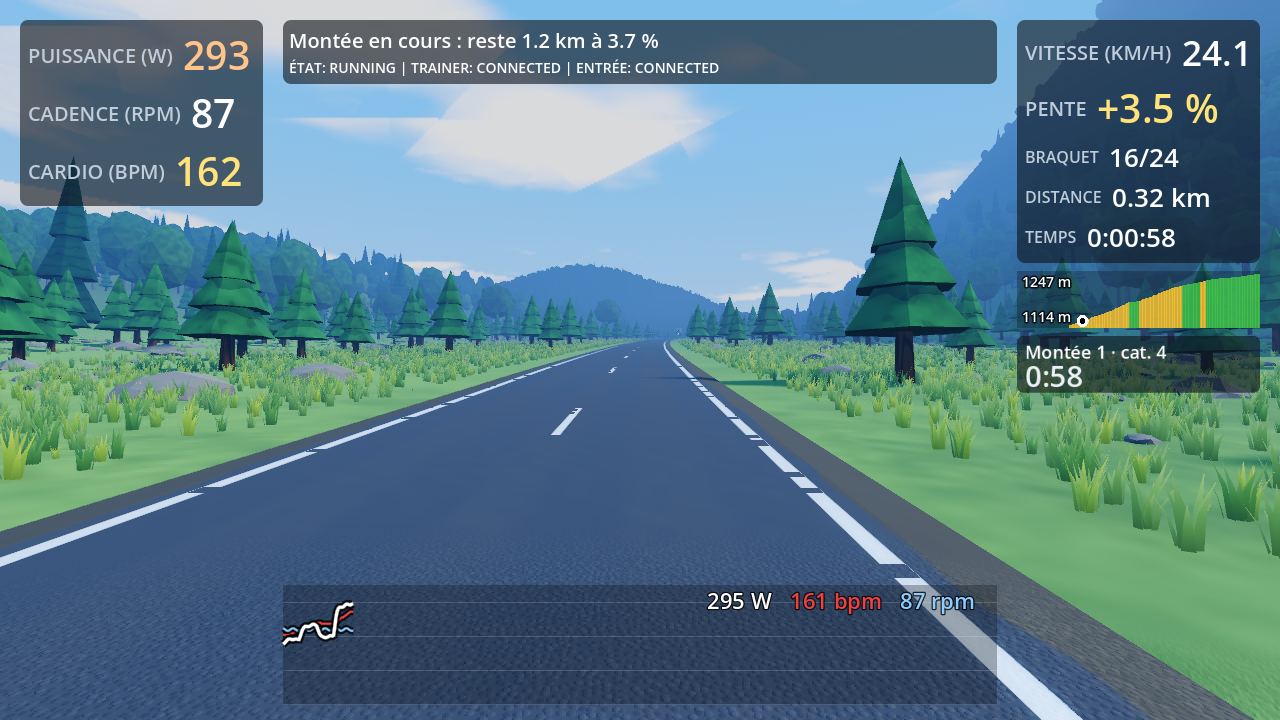 PUISSANCE (W) 293
CADENCE (RPM) 87
CARDIO (BPM) 162
Montée en cours : reste 1.2 km à 3.7 %
ÉTAT: RUNNING | TRAINER: CONNECTED | ENTRÉE: CONNECTED
VITESSE (KM/H) 24.1
PENTE +3.5 %
BRAQUET 16/24
DISTANCE 0.32 km
TEMPS 0:00:58
1247 m
1114 m
Montée 1 · cat. 4
0:58
295 W 161 bpm 87 rpm